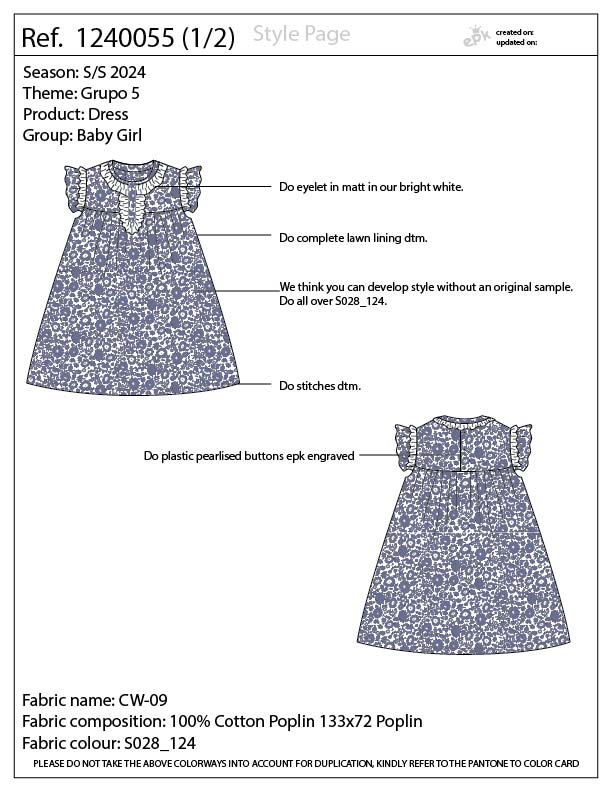 Ref. 1240055 (1/2)
Style Page
epk
created on:
updated on:
Season: S/S 2024
Theme: Grupo 5
Product: Dress
Group: Baby Girl
Do eyelet in matt in our bright white.
Do complete lawn lining dtm.
We think you can develop style without an original sample.
Do all over S028_124.
Do stitches dtm.
Do plastic pearlised buttons epk engraved
Fabric name: CW-09
Fabric composition: 100% Cotton Poplin 133x72 Poplin
Fabric colour: S028_124
PLEASE DO NOT TAKE THE ABOVE COLORWAYS INTO ACCOUNT FOR DUPLICATION, KINDLY REFER TO THE PANTONE TO COLOR CARD